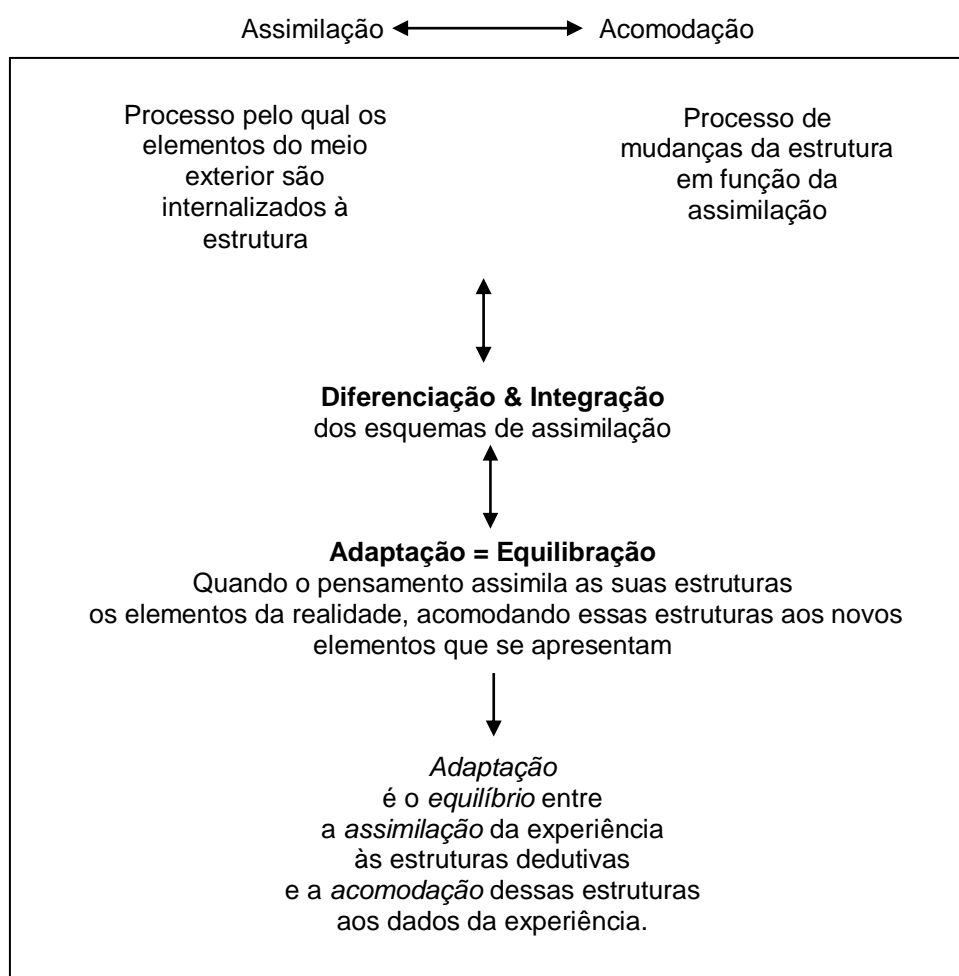 Assimilação Acomodação
Processo pelo qual os
elementos do meio
exterior são
internalizados à
estrutura
Processo de
mudanças da estrutura
em função da
assimilação
Diferenciação & Integração
dos esquemas de assimilação
Adaptação = Equilibração
Quando o pensamento assimila as suas estruturas
os elementos da realidade, acomodando essas estruturas aos novos
elementos que se apresentam
Adaptação
é o equilíbrio entre
a assimilação da experiência
às estruturas dedutivas
e a acomodação dessas estruturas
aos dados da experiência.